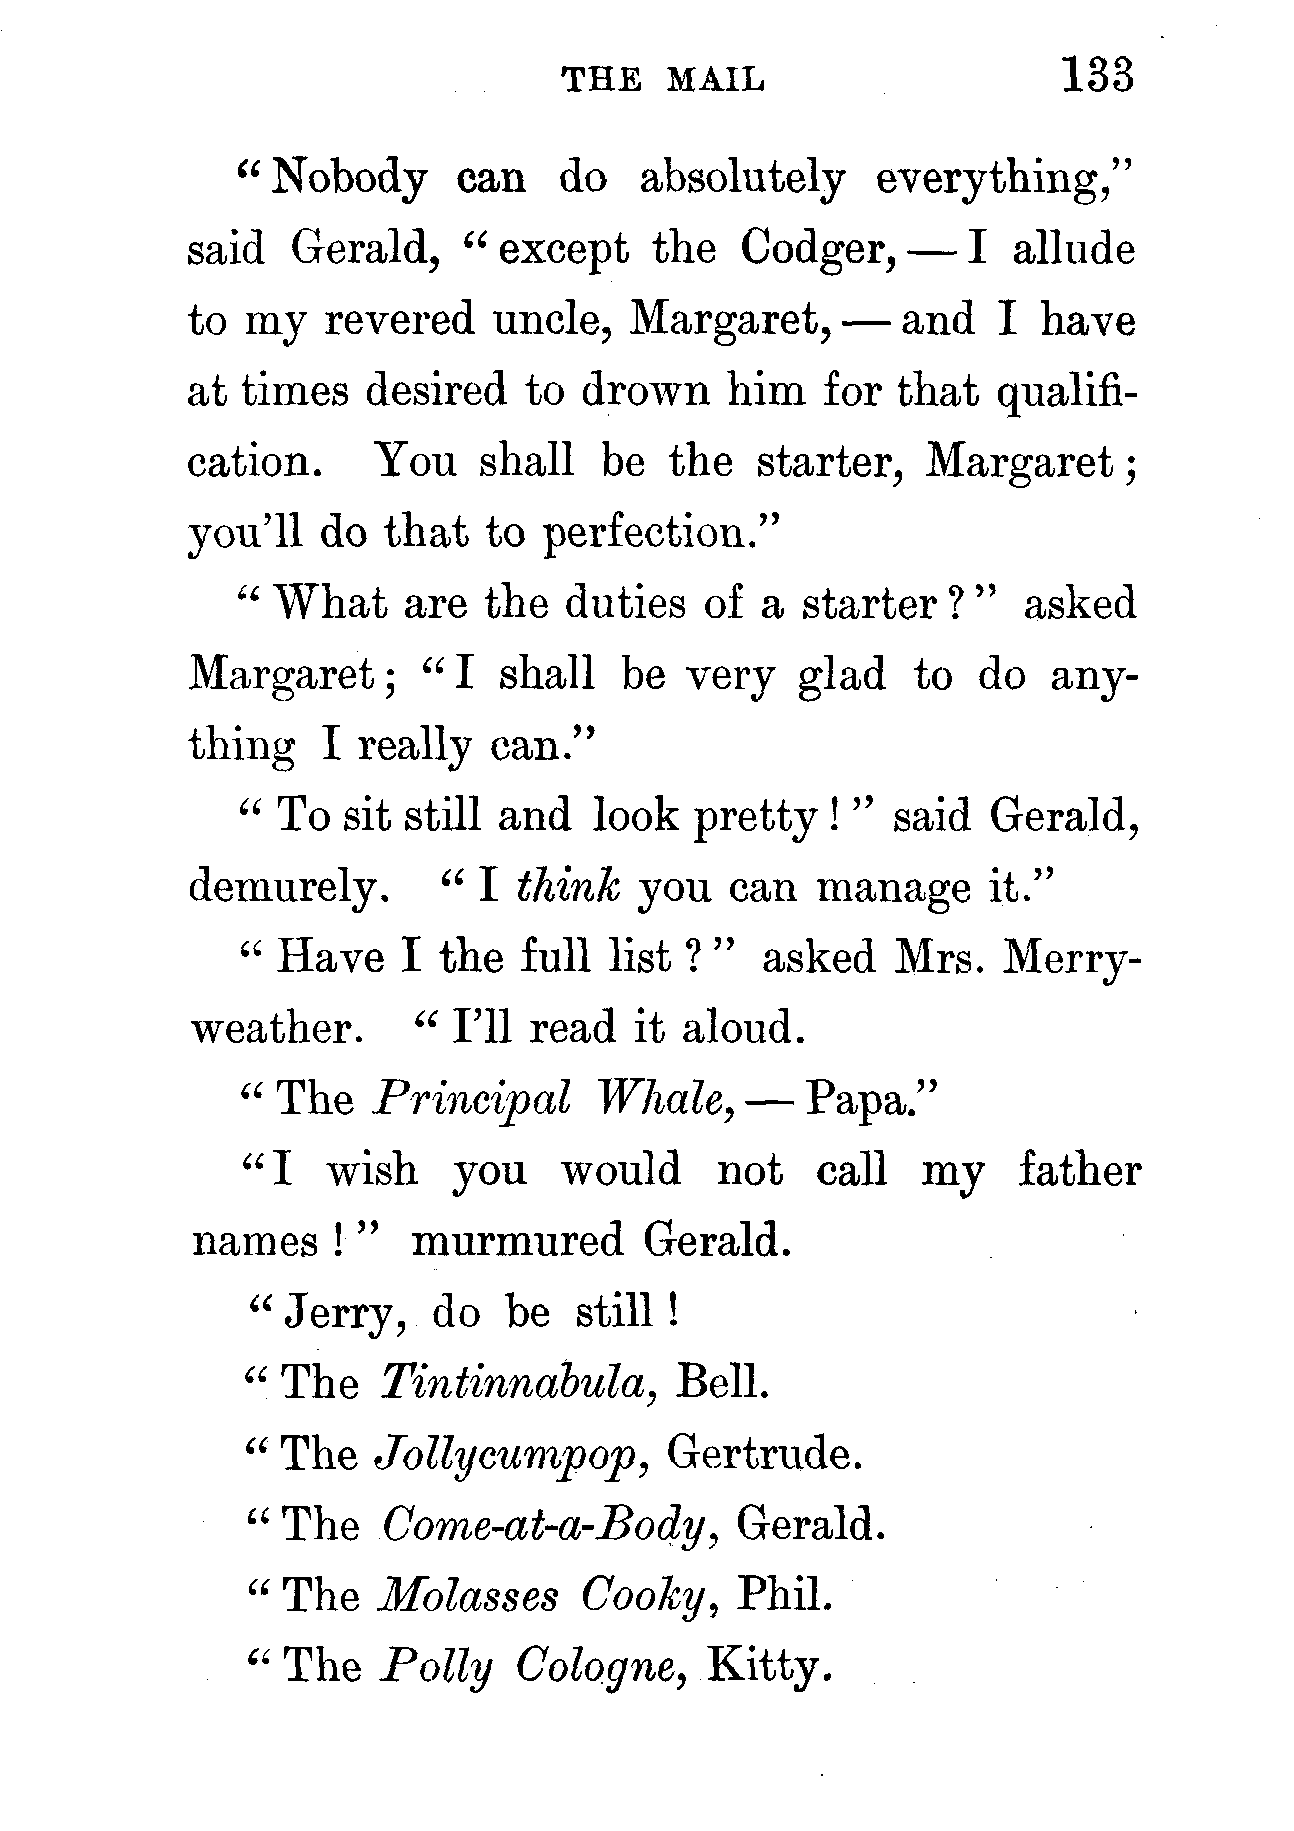 THE MAIL 133
“Nobody can do absolutely everything,”
said Gerald, “except the Codger,—I allude
to my revered uncle, Margaret,—and I have
at times desired to drown him for that qualifi-
cation. You shall be the starter, Margaret;
you’ll do that to perfection.”
“What are the duties of a starter?” asked
Margaret; “I shall be very glad to do any-
thing I really can.”
“To sit still and look pretty!” said Gerald,
demurely. “I think you can manage it.”
“Have I the full list?” asked Mrs. Merry-
weather. “I’ll read it aloud.
“The Principal Whale,—Papa.”
“I wish you would not call my father
names!” murmured Gerald.
“Jerry, do be still!
“The Tintinnabula, Bell.
“The Jollycumpop, Gertrude.
“The Come-at-a-Body, Gerald.
“The Molasses Cooky, Phil.
“The Polly Cologne, Kitty.